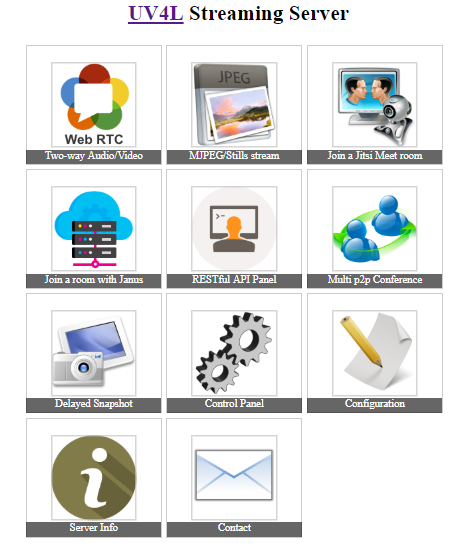 UV4L Streaming Server
JPEG
Web RTC
Two-way Audio/Video
MJPEG/Stills stream
Join a Jitsi Meet room
Join a room with Janus
RESTful API Panel
Multi p2p Conference
Delayed Snapshot
Control Panel
Configuration
Server Info
Contact